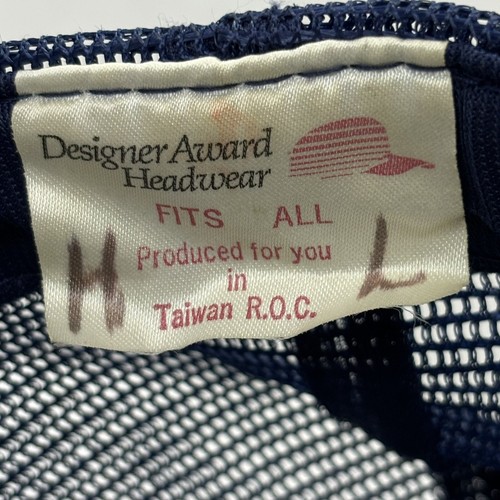 Designer Award
Headwear
FITS ALL
Produced for you
in
Taiwan R.O.C.
H L